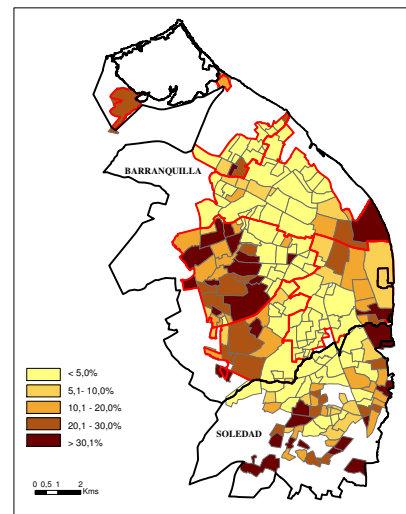 BARRANQUILLA
< 5,0%
5,1- 10,0%
10,1 - 20,0%
20,1 - 30,0%
> 30,1%
SOLEDAD
0 0,5 1 2
Kms